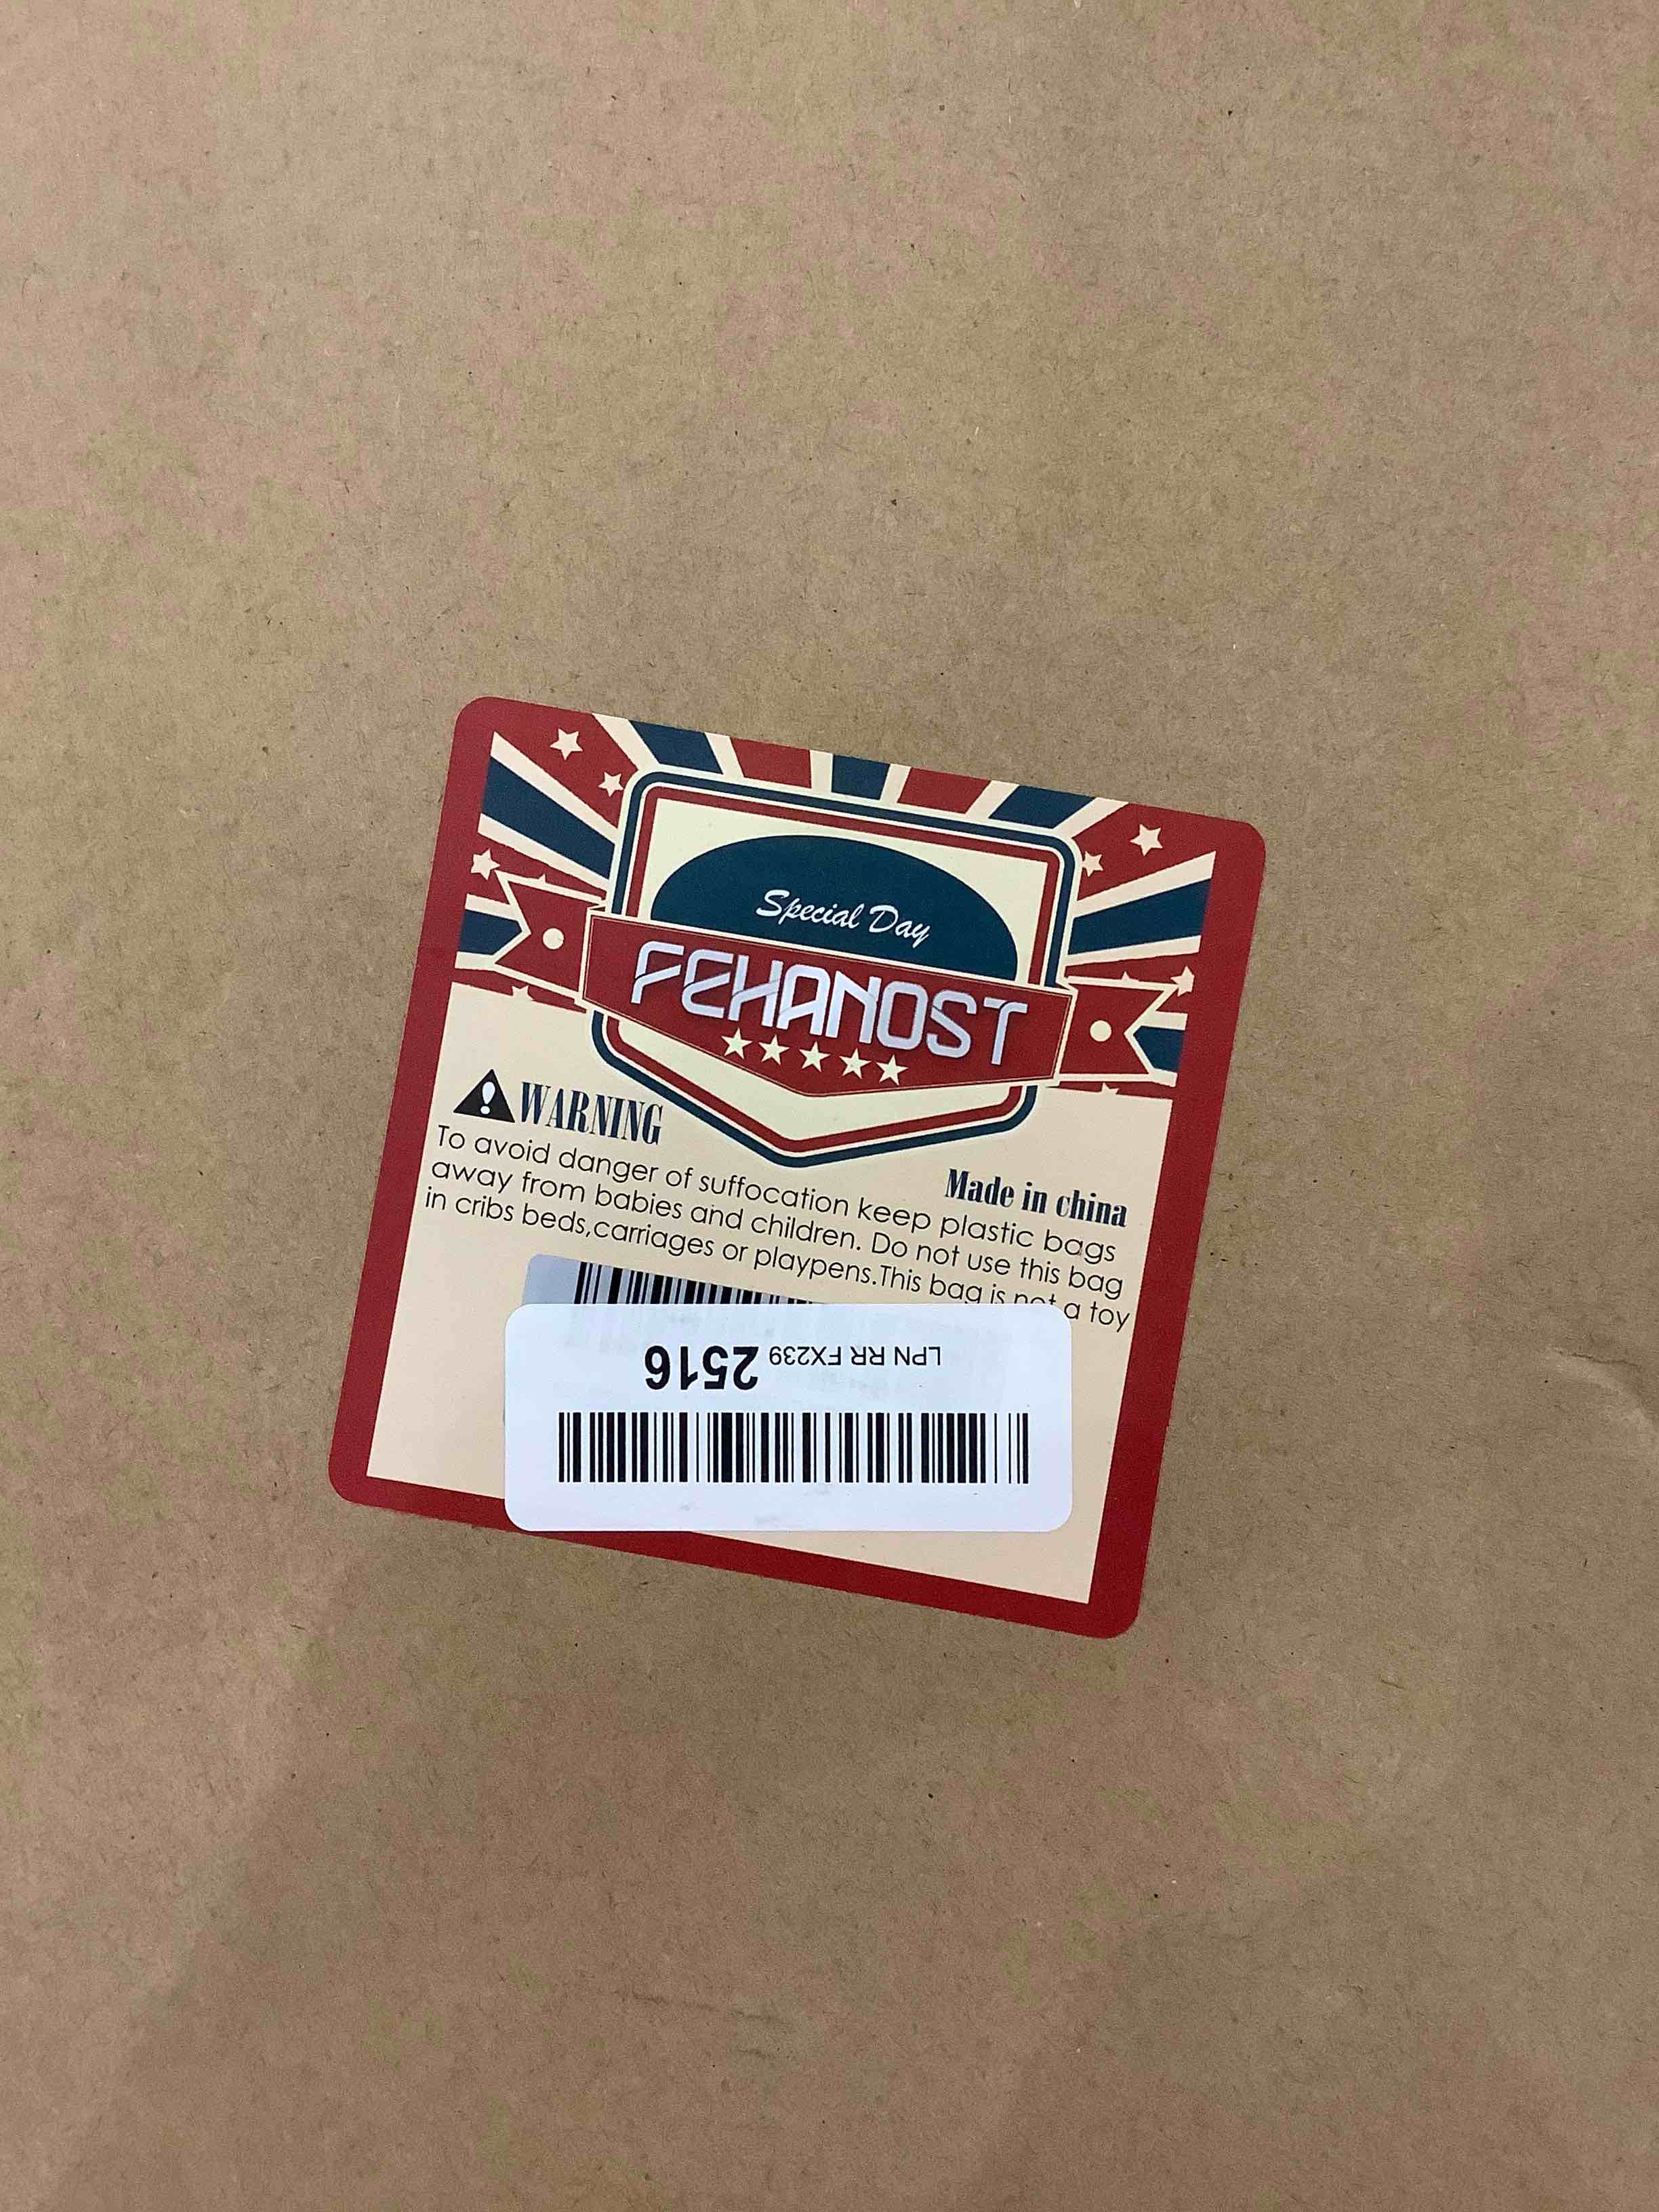 Special Day
FEHANOST
WARNING
Made in china
To avoid danger of suffocation keep plastic bags
away from babies and children. Do not use this bag
in cribs beds,carriages or playpens.This bag is not a toy
LPN RR FX239 2516